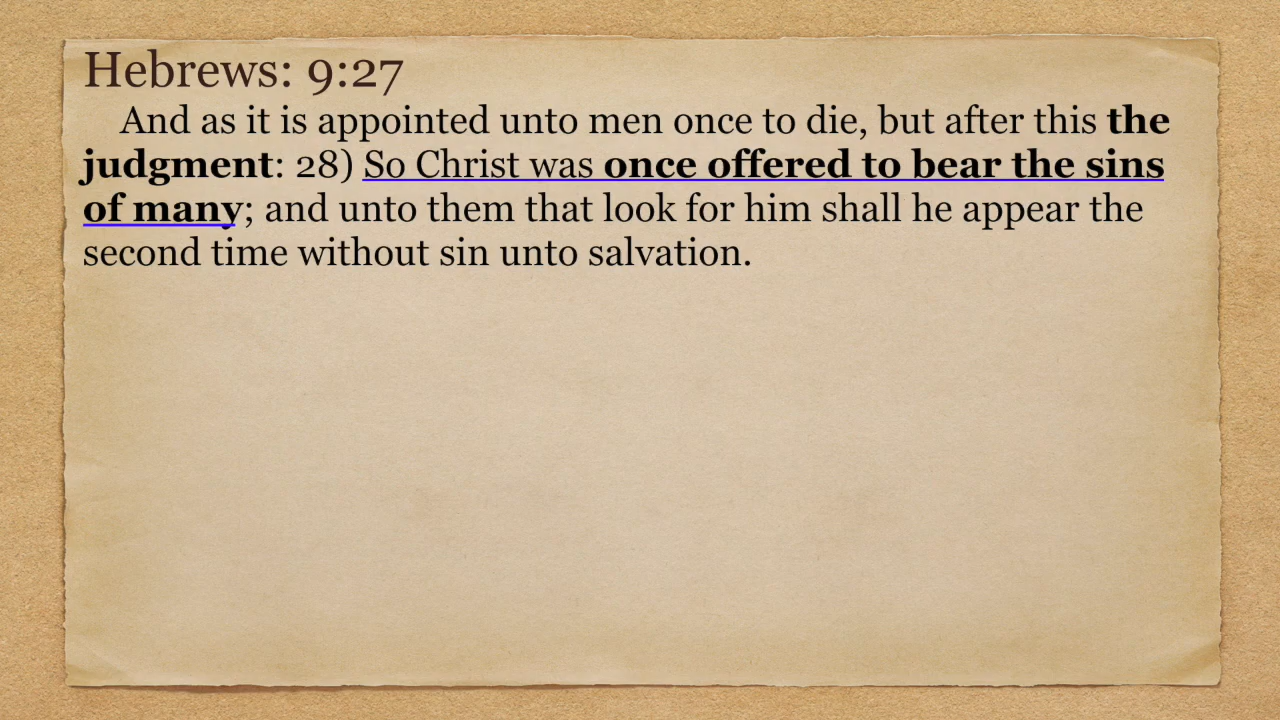 Hebrews: 9:27
And as it is appointed unto men once to die, but after this the
judgment: 28) So Christ was once offered to bear the sins
of many; and unto them that look for him shall he appear the
second time without sin unto salvation.